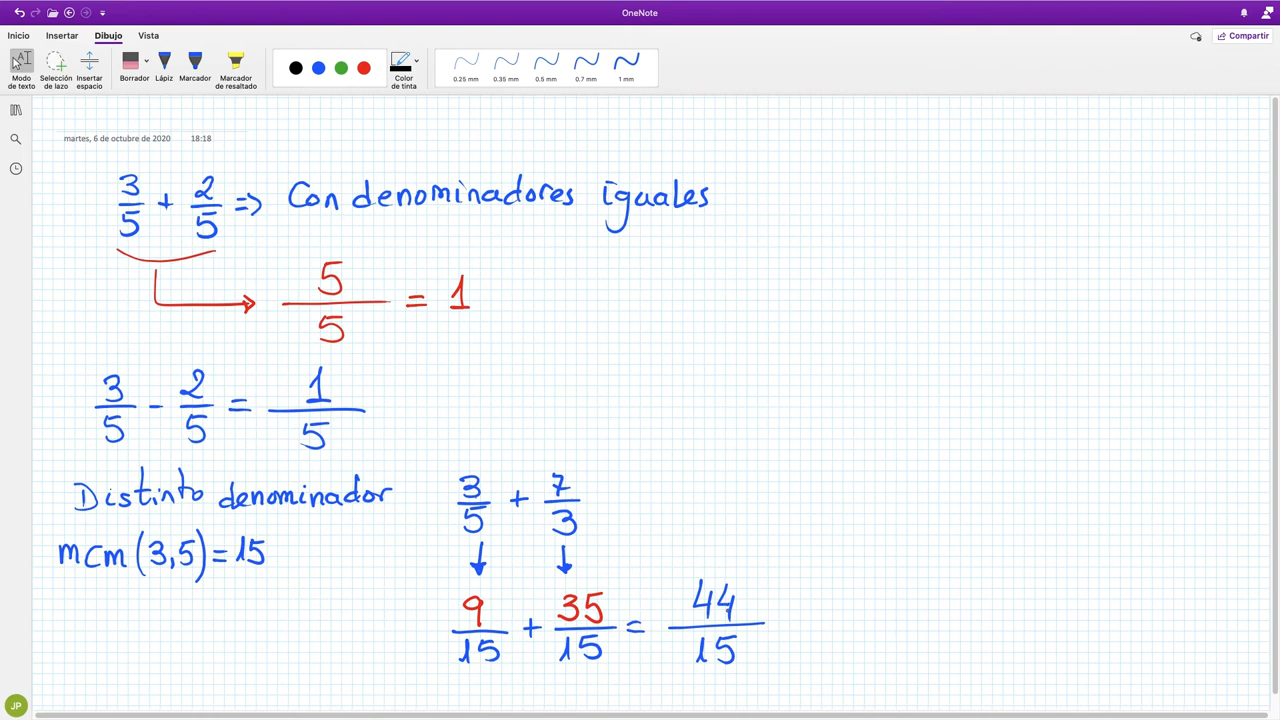 OneNote
Inicio Insertar Dibujo Vista
Compartir
Modo de texto
Selección de lazo
Insertar espacio
Borrador
Lápiz
Marcador
Marcador de resaltado
Color de tinta
0.25 mm 0.35 mm 0.5 mm 0.7 mm 1 mm
martes, 6 de octubre de 2020 18:18
3/5 + 2/5 => Con denominadores iguales
5/5 = 1
3/5 - 2/5 = 1/5
Distinto denominador 3/5 + 7/3
mcm(3,5)=15
9/15 + 35/15 = 44/15
JP